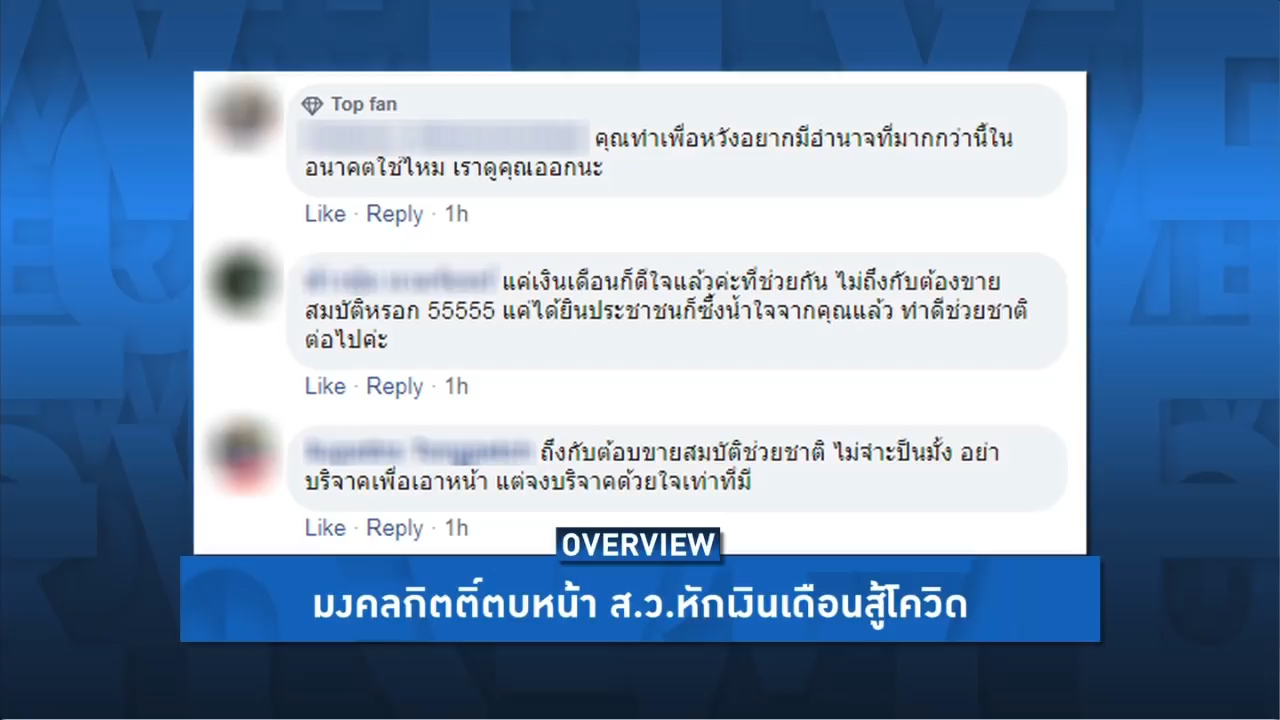 Top fan
คุณทำเพื่อหวังอยากมีอำนาจที่มากกว่านี้ใน
อนาคตใช่ไหม เราดูคุณออกนะ
Like · Reply · 1h
แค่เงินเดือนก็ดีใจแล้วค่ะที่ช่วยกัน ไม่ถึงกับต้องขาย
สมบัติหรอก 55555 แค่ได้ยินประชาชนก็ซึ้งน้ำใจจากคุณแล้ว ทำดีช่วยชาติ
ต่อไปค่ะ
Like · Reply · 1h
ถึงกับต้อบขายสมบัติช่วยชาติ ไม่จำะป็นมั้ง อย่า
บริจาคเพื่อเอาหน้า แต่จงบริจาคด้วยใจเท่าที่มี
Like · Reply · 1h
OVERVIEW
มงคลกิตติ์ตบหน้า ส.ว.หักเงินเดือนสู้โควิด